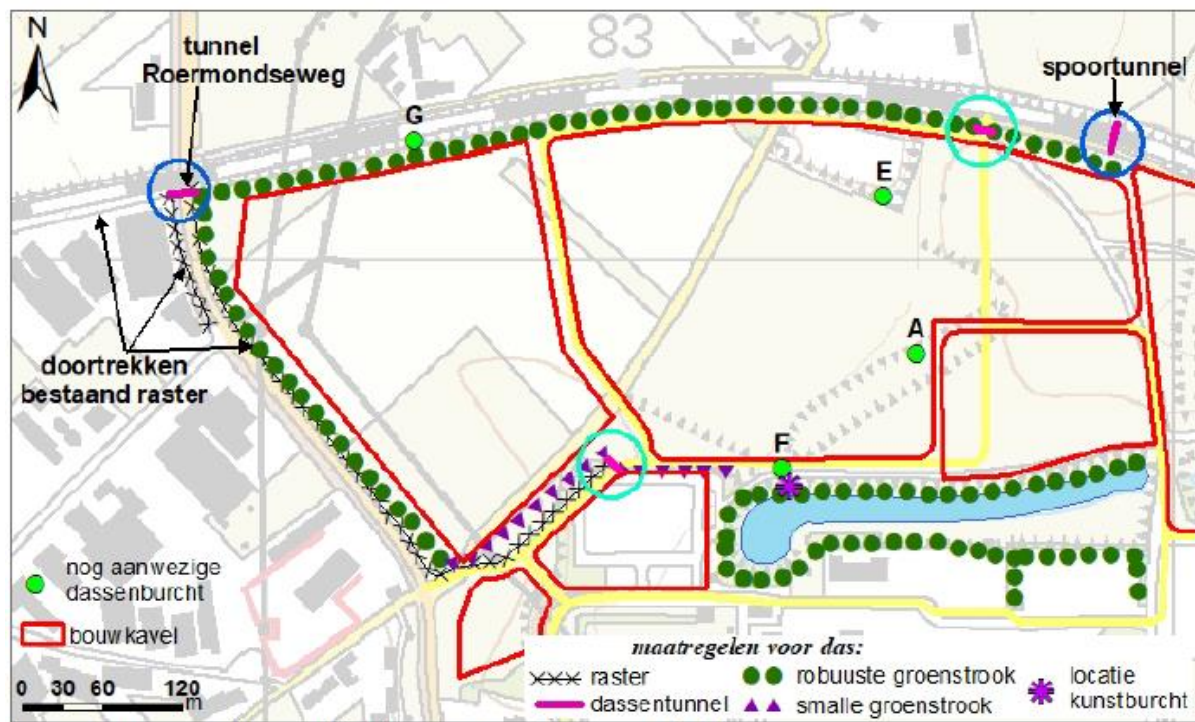 N
83
tunnel
Roermondseweg
spoortunnel
G
E
A
F
doortrekken
bestaand raster
nog aanwezige
dassenburcht
bouwkavel
0 30 60 120
m
maatregelen voor das:
raster
dassentunnel
robuuste groenstrook
smalle groenstrook
locatie
kunstburcht